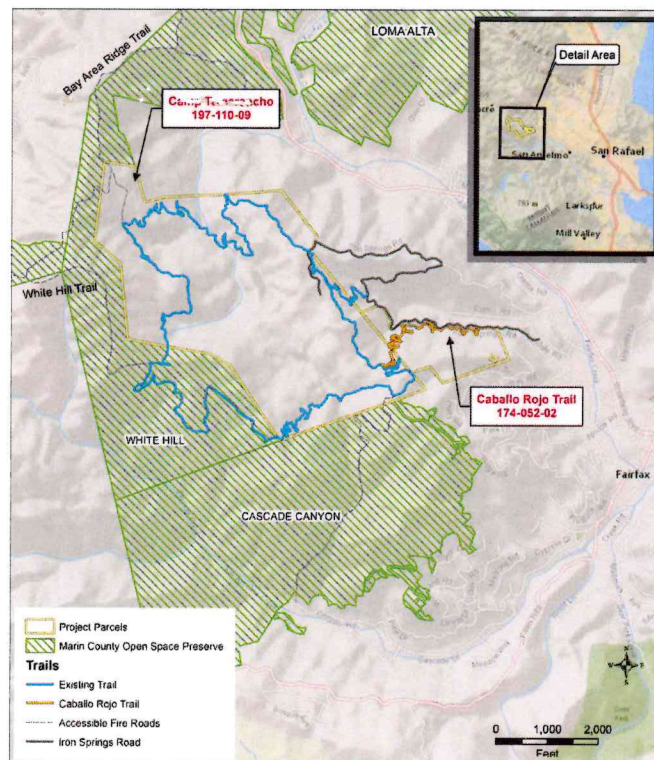 LOMA ALTA
Bay Area Ridge Trail
Detail Area
Camp
197-110-09
San Anselmo
San Rafael
Larkspur
Mill Valley
White Hill Trail
Caballo Rojo Trail
174-052-02
WHITE HILL
Fairfax
CASCADE CANYON
Project Parcels
Marin County Open Space Preserve
Trails
Existing Trail
Caballo Rojo Trail
Accessible Fire Roads
Iron Springs Road
N
W E
S
0 1,000 2,000
Feet